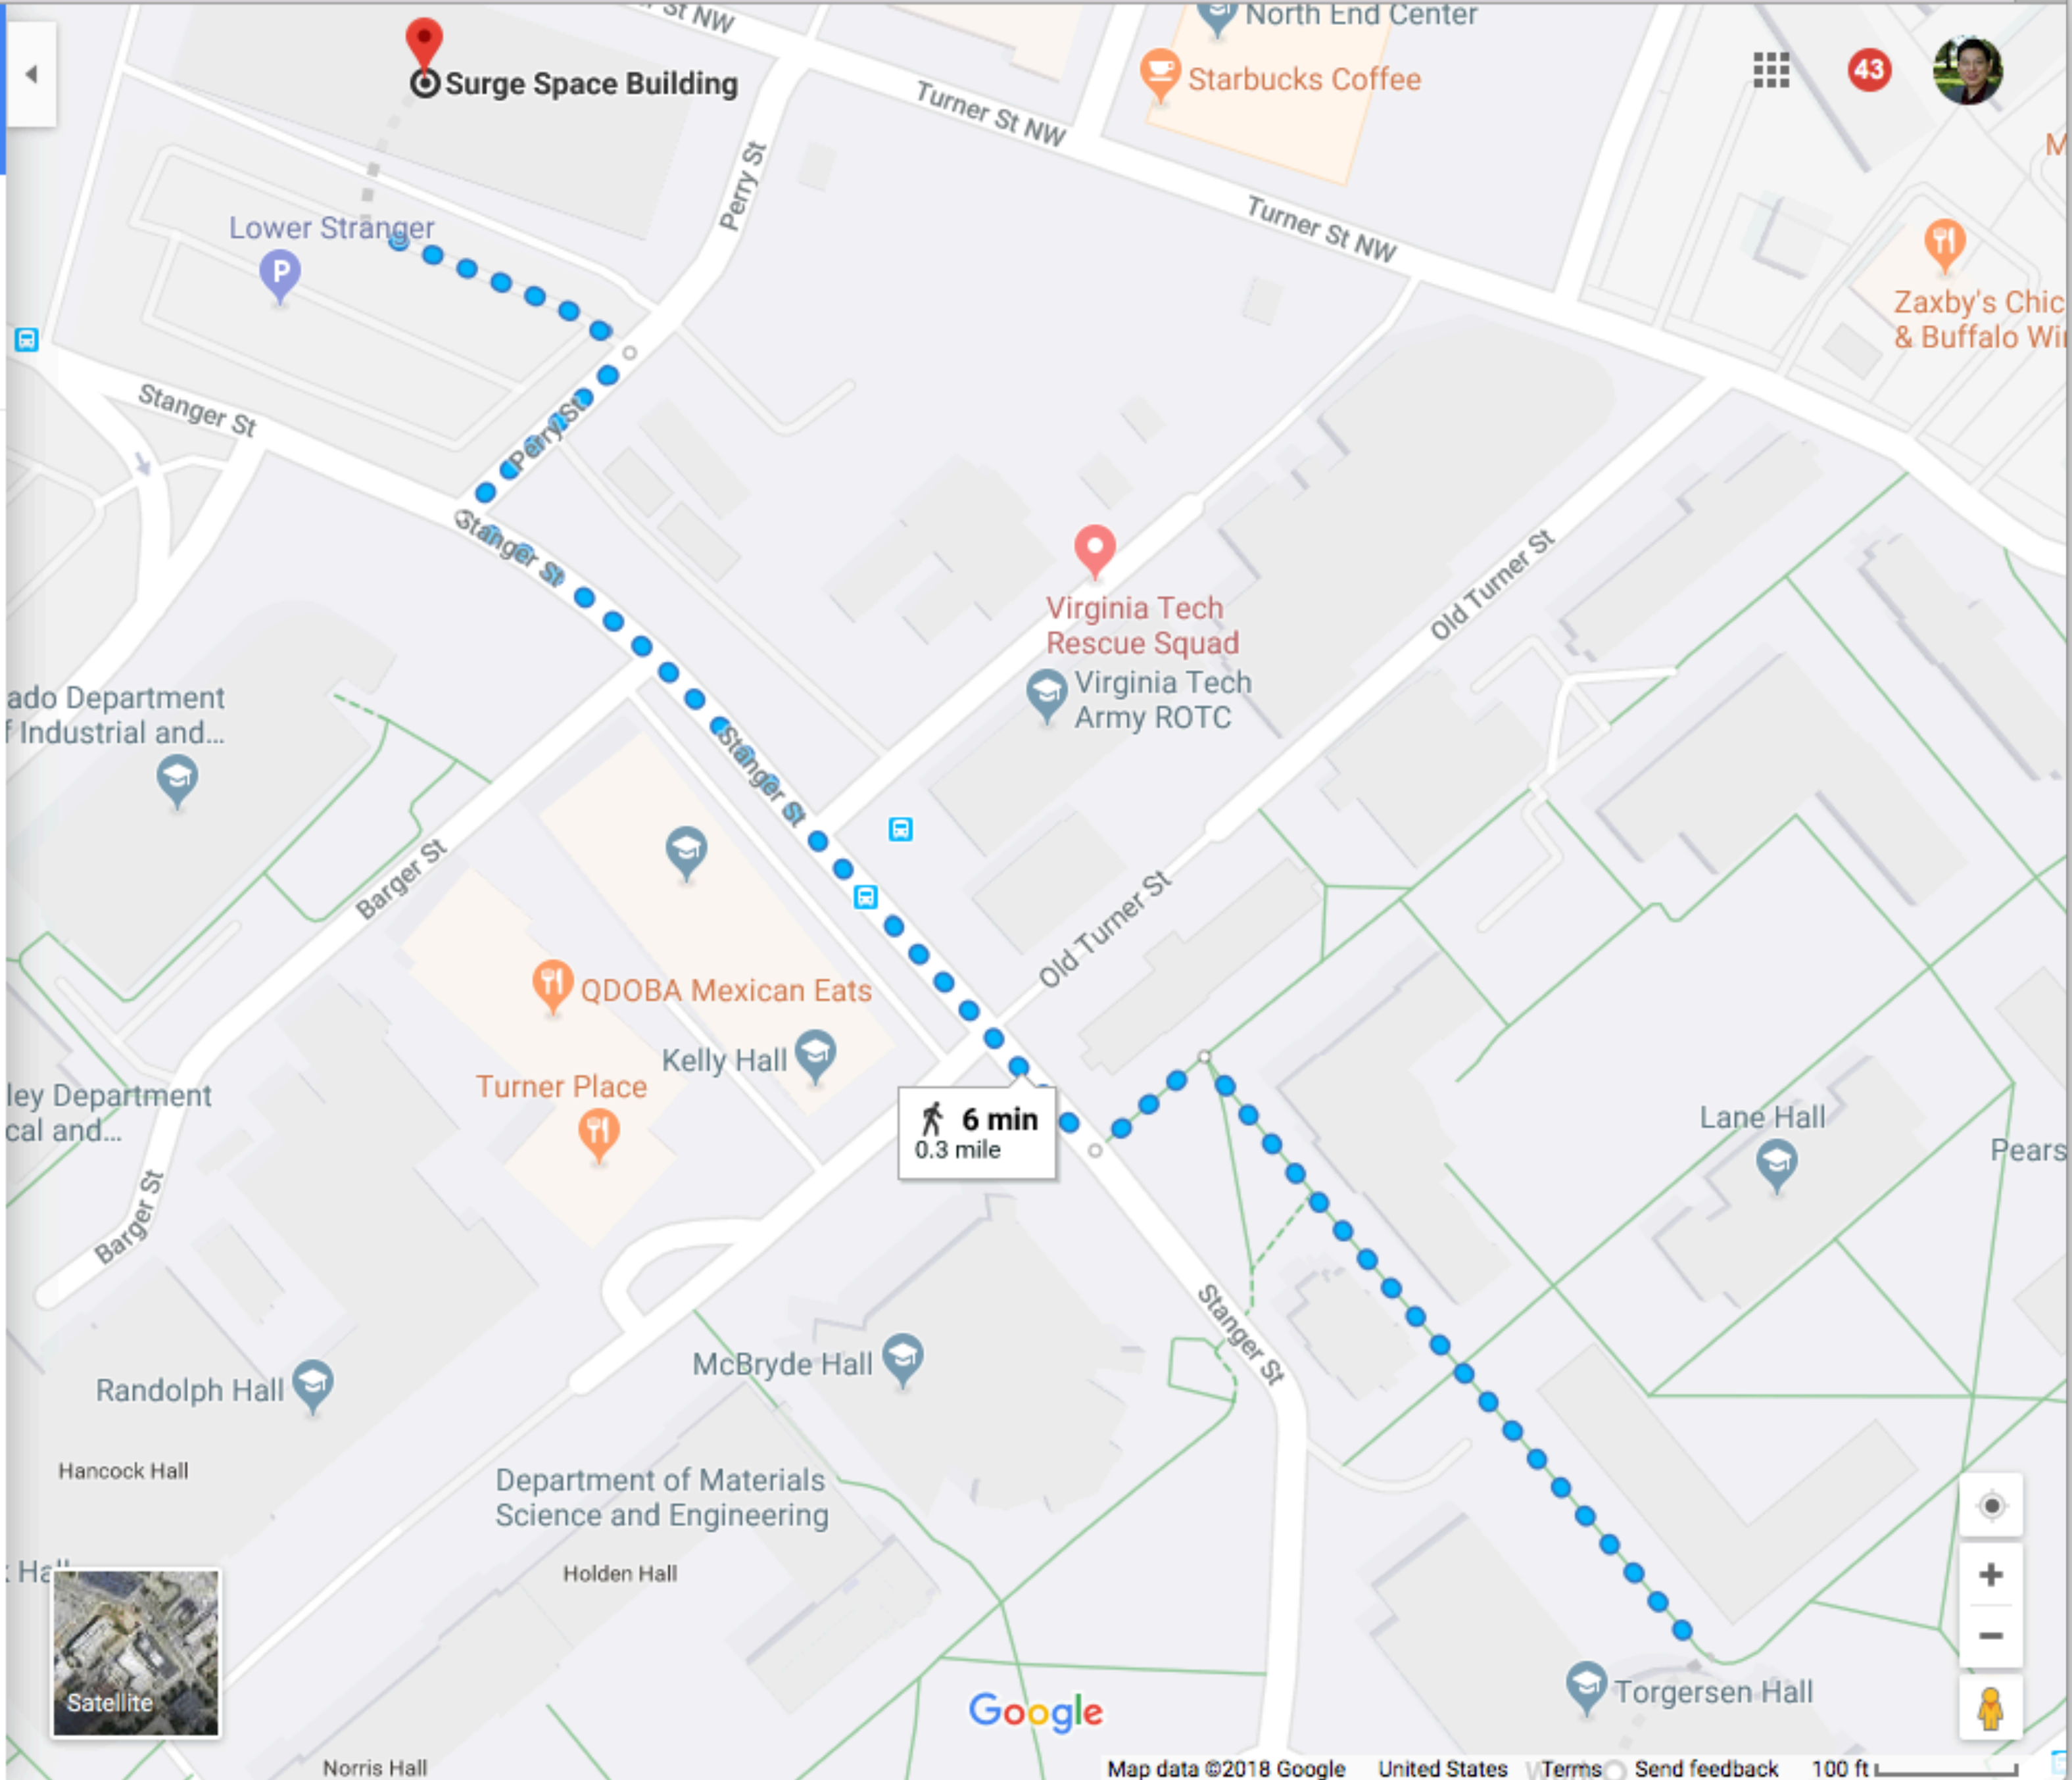 St NW
North End Center
Surge Space Building
Starbucks Coffee
43
Turner St NW
Perry St
M
Turner St NW
Lower Stranger
P
Zaxby's Chic
& Buffalo Wi
Stanger St
Perry St
Stanger St
Old Turner St
Virginia Tech
Rescue Squad
Virginia Tech
Army ROTC
ado Department
f Industrial and...
Stanger St
Barger St
Old Turner St
QDOBA Mexican Eats
Kelly Hall
Turner Place
ley Department
cal and...
6 min
0.3 mile
Lane Hall
Pears
Barger St
Stanger St
McBryde Hall
Randolph Hall
Hancock Hall
Department of Materials
Science and Engineering
Holden Hall
Satellite
Torgersen Hall
Google
Norris Hall
Map data ©2018 Google United States Terms Send feedback 100 ft